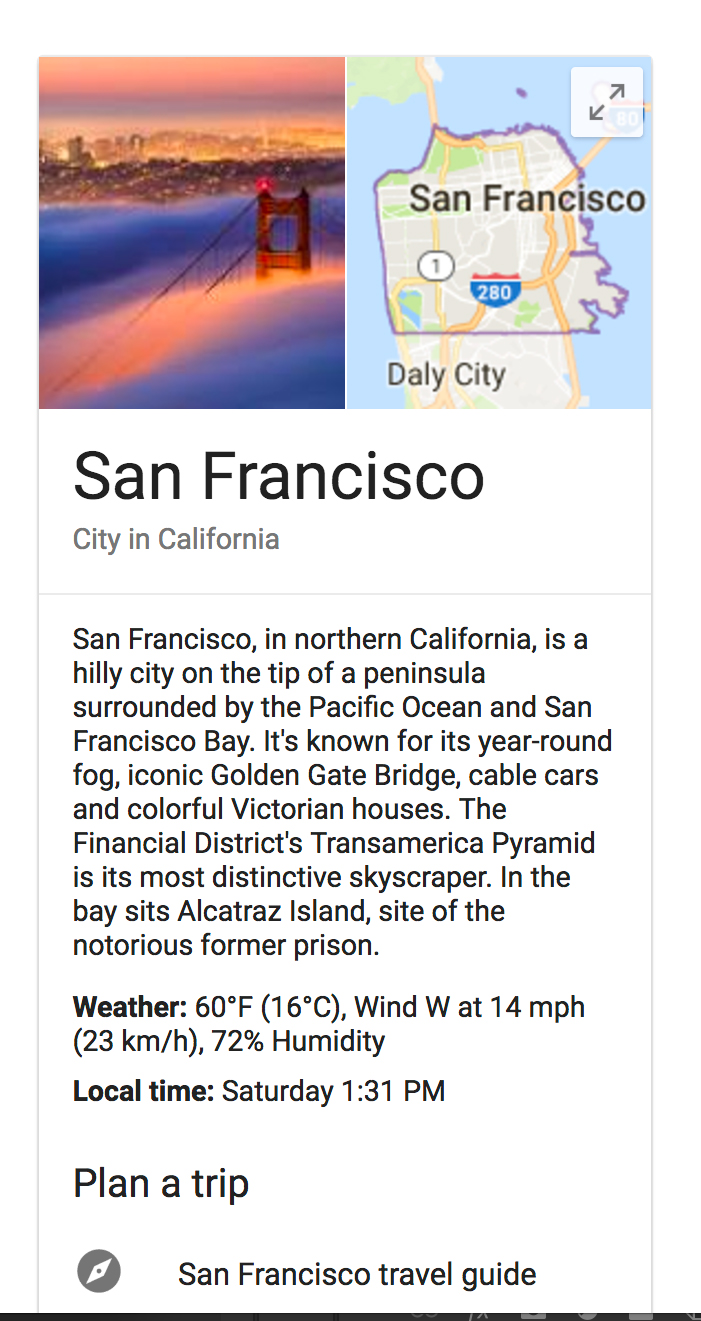 80
San Francisco
1
280
Daly City
San Francisco
City in California
San Francisco, in northern California, is a
hilly city on the tip of a peninsula
surrounded by the Pacific Ocean and San
Francisco Bay. It's known for its year-round
fog, iconic Golden Gate Bridge, cable cars
and colorful Victorian houses. The
Financial District's Transamerica Pyramid
is its most distinctive skyscraper. In the
bay sits Alcatraz Island, site of the
notorious former prison.
Weather: 60°F (16°C), Wind W at 14 mph
(23 km/h), 72% Humidity
Local time: Saturday 1:31 PM
Plan a trip
San Francisco travel guide